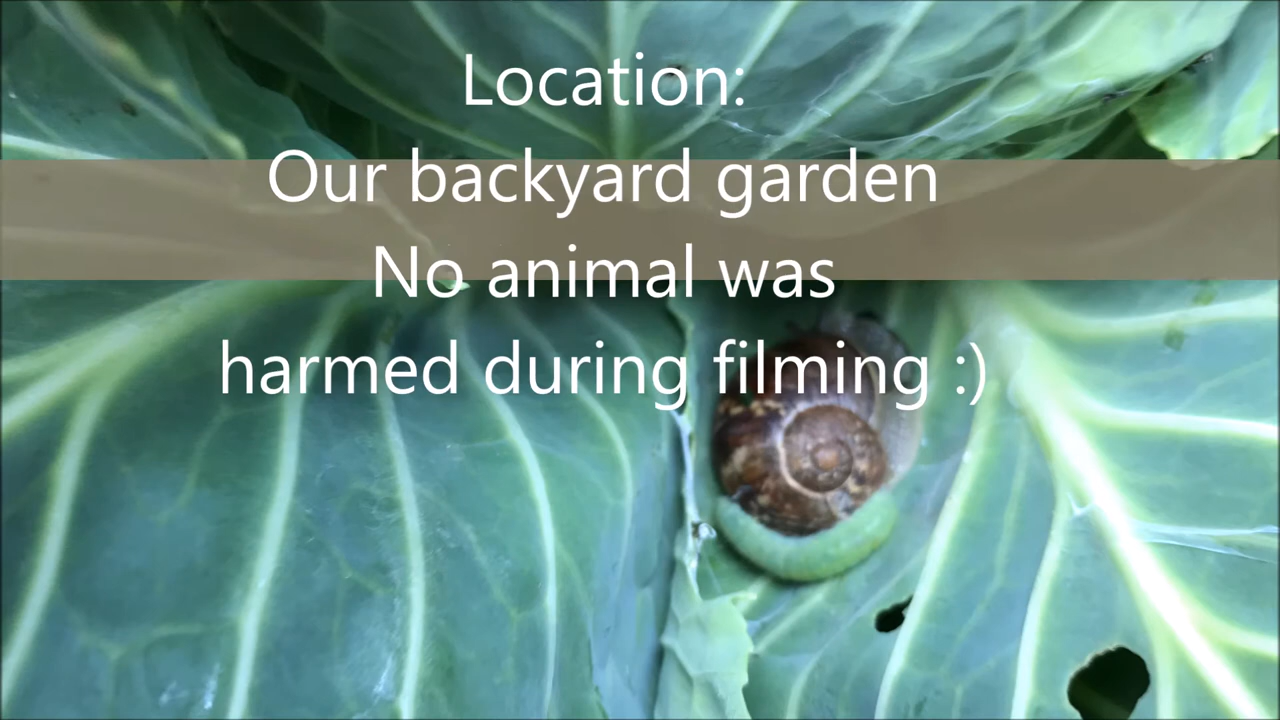 Location:
Our backyard garden
No animal was
harmed during filming :)